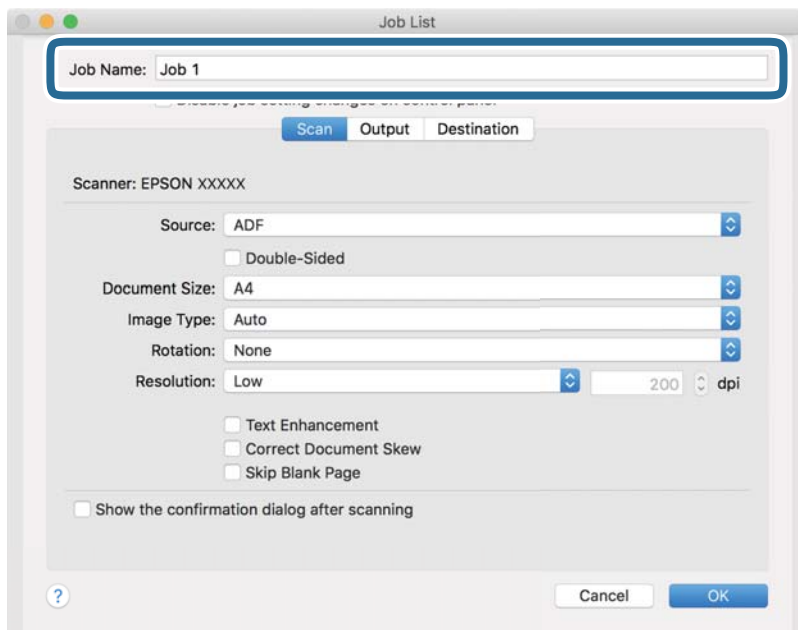 Job List
Job Name: Job 1
Scan Output Destination
Scanner: EPSON XXXXX
Source: ADF
Double-Sided
Document Size: A4
Image Type: Auto
Rotation: None
Resolution: Low 200 dpi
Text Enhancement
Correct Document Skew
Skip Blank Page
Show the confirmation dialog after scanning
? Cancel OK